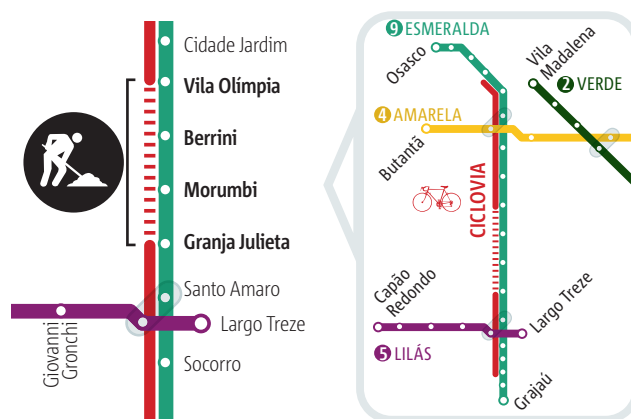 Cidade Jardim
Vila Olímpia
Berrini
Morumbi
Granja Julieta
Santo Amaro
Largo Treze
Giovanni
Gronchi
Socorro
9 ESMERALDA
Osasco
Vila
Madalena
2 VERDE
4 AMARELA
Butantã
CICLOVIA
Capão
Redondo
Largo Treze
5 LILÁS
Grajaú